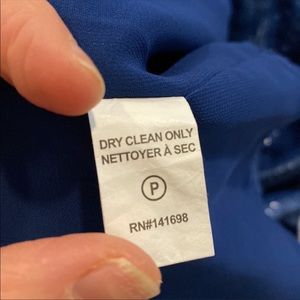 DRY CLEAN ONLY
NETTOYER À SEC
P
RN#141698